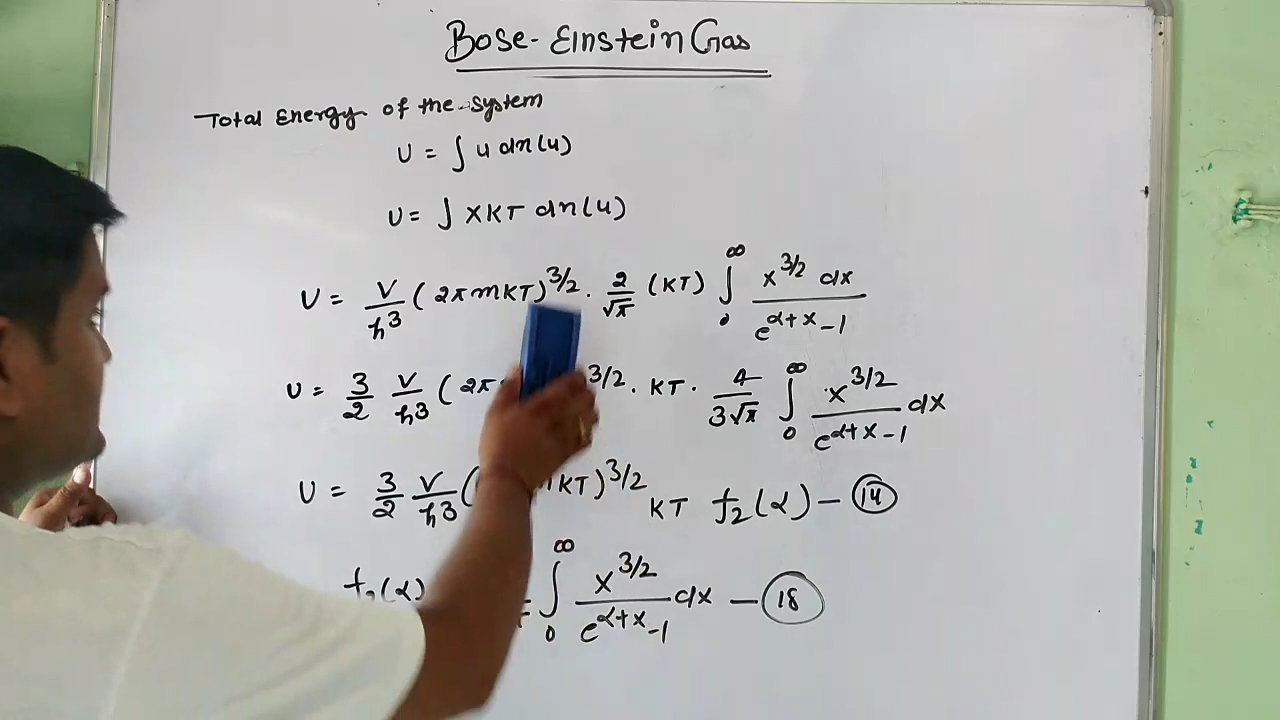 Bose-Einstein Gas
Total Energy of the system
U = ∫ u dn(u)
U = ∫ XKT dn(u)
U = V/h³ (2πmKT)^3/2 · 2/√π (KT) ∫₀^∞ x^3/2 dx / e^α+x -1
U = 3/2 V/h³ (2π 3/2 · KT · 4/3√π ∫₀^∞ x^3/2 / e^α+x -1 dx
U = 3/2 V/h³ ( KT)^3/2 KT f₂(α) — (14)
f₂(α) ∫₀^∞ x^3/2 / e^α+x -1 dx — (18)